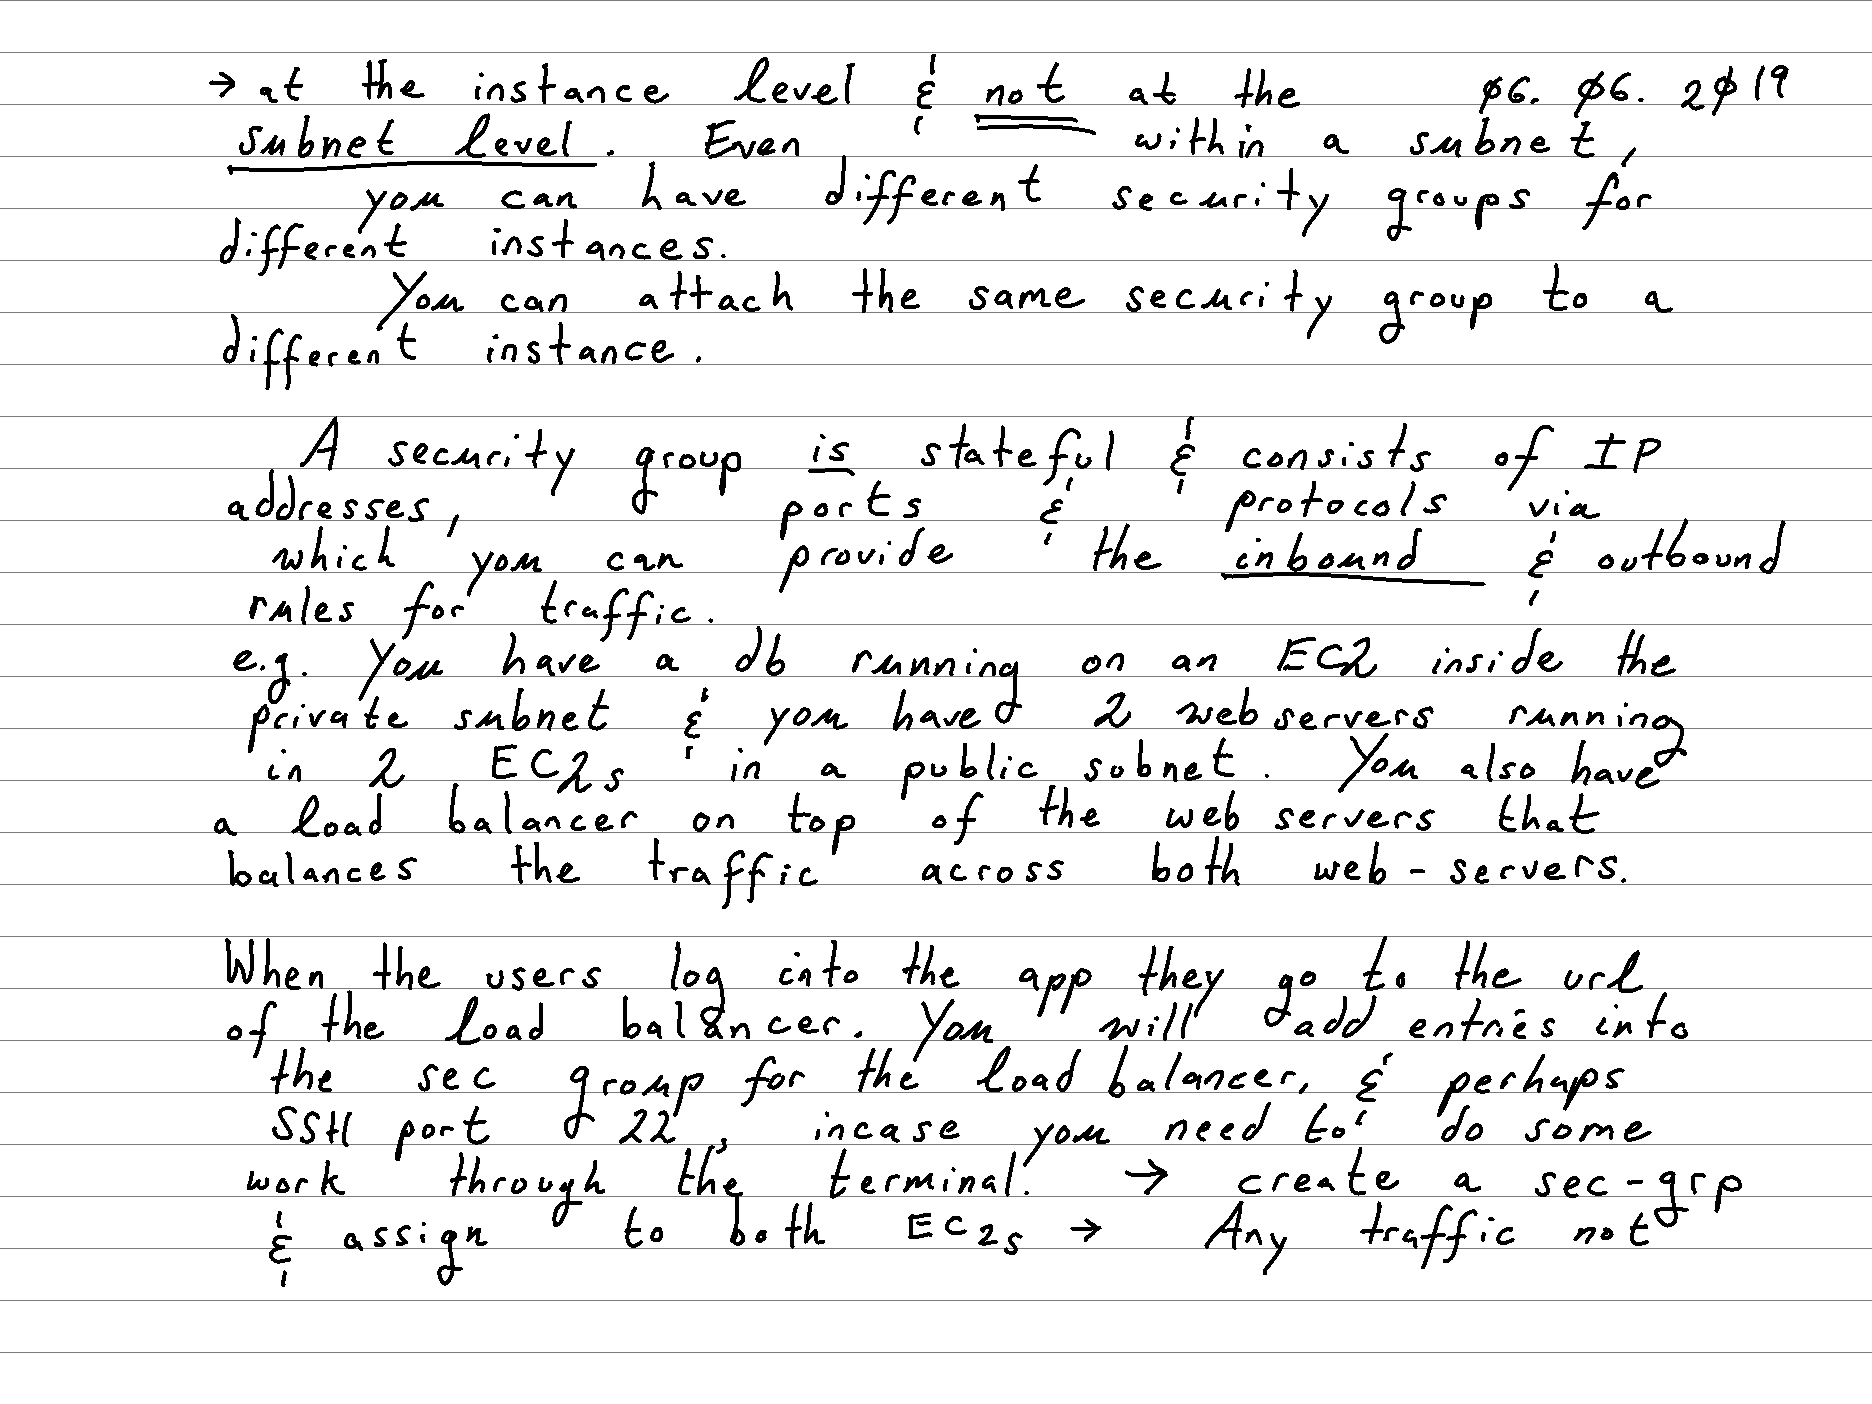 → at the instance level & not at the 06. 06. 2019
subnet level. Even within a subnet,
you can have different security groups for
different instances.
You can attach the same security group to a
different instance.
A security group is stateful & consists of IP
addresses, ports & protocols via
which you can provide the inbound & outbound
rules for traffic.
e.g. You have a db running on an EC2 inside the
private subnet & you have 2 web servers running
in 2 EC2s in a public subnet. You also have
a load balancer on top of the web servers that
balances the traffic across both web-servers.
When the users log into the app they go to the url
of the load balancer. You will add entries into
the sec group for the load balancer, & perhaps
SSH port 22, incase you need to do some
work through the terminal. → create a sec-grp
& assign to both EC2s → Any traffic not